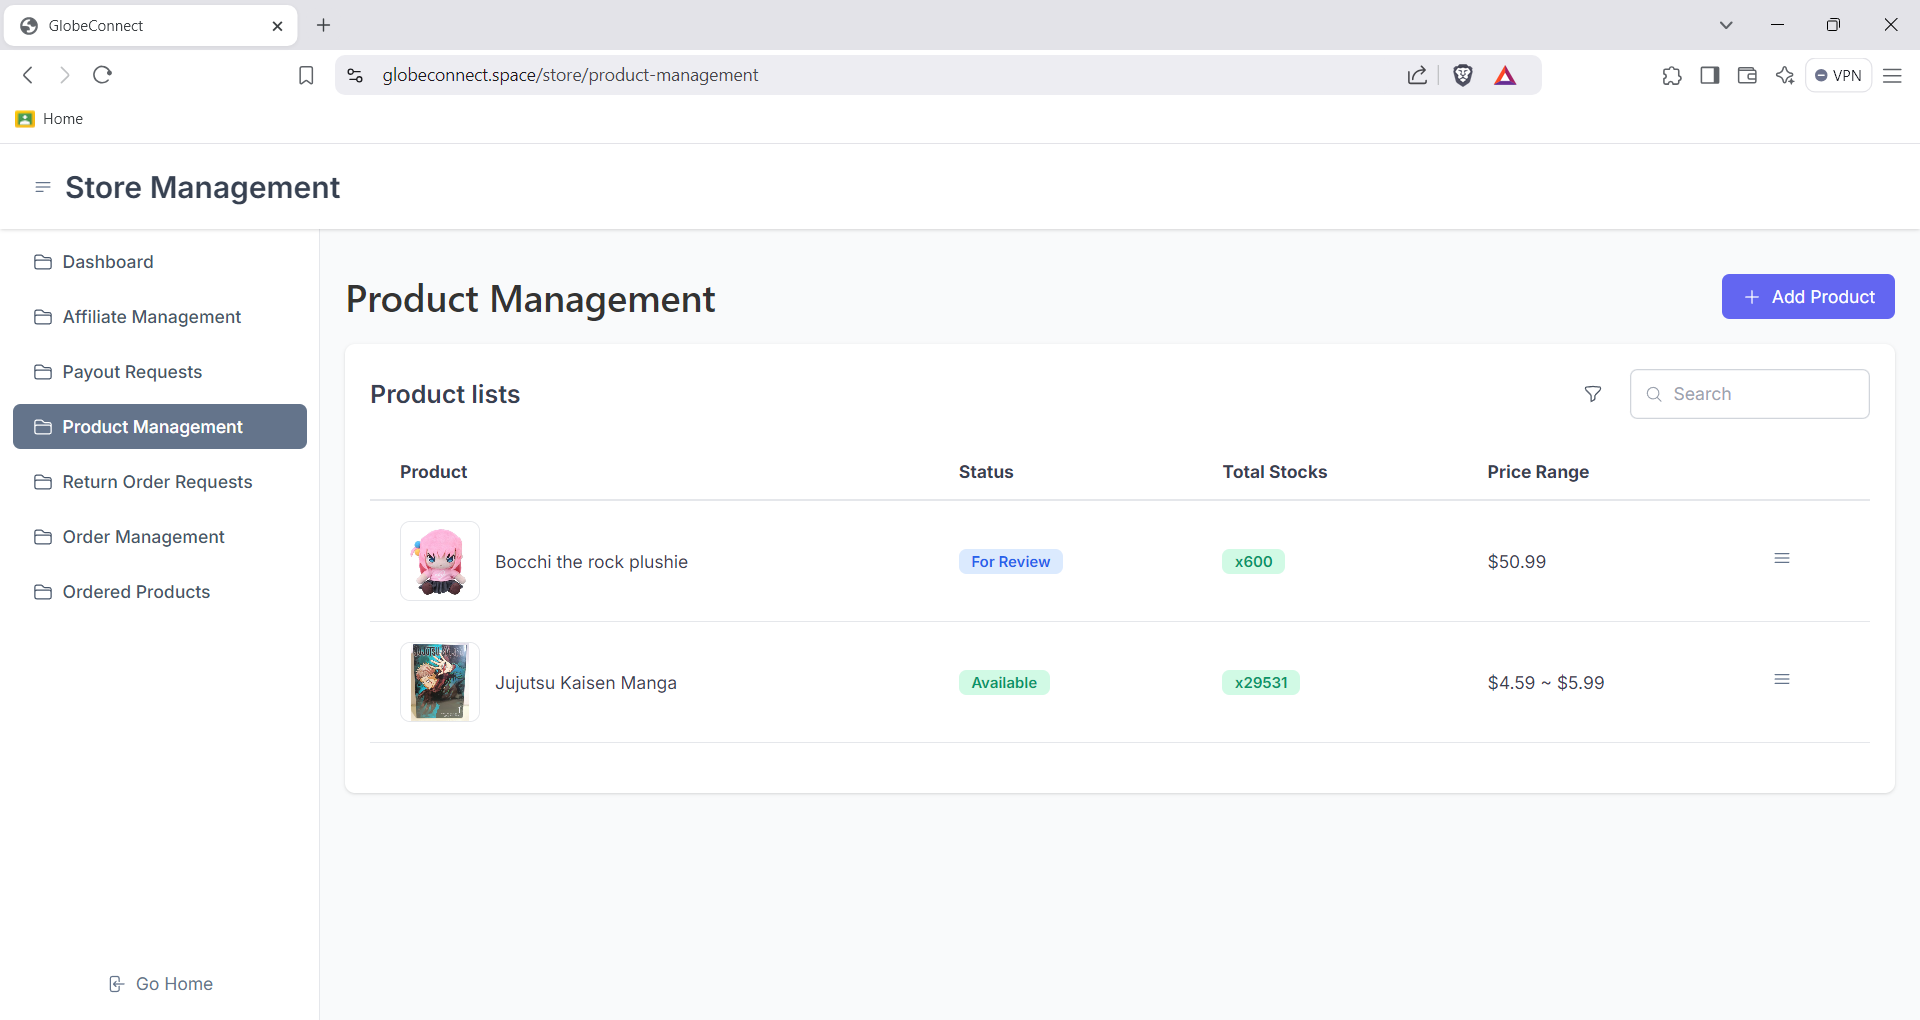 GlobeConnect
globeconnect.space/store/product-management
VPN
Home
Store Management
Dashboard
Affiliate Management
Payout Requests
Product Management
Return Order Requests
Order Management
Ordered Products
Go Home
Product Management
Add Product
Product lists
Search
Product Status Total Stocks Price Range
Bocchi the rock plushie For Review x600 $50.99
Jujutsu Kaisen Manga Available x29531 $4.59 ~ $5.99